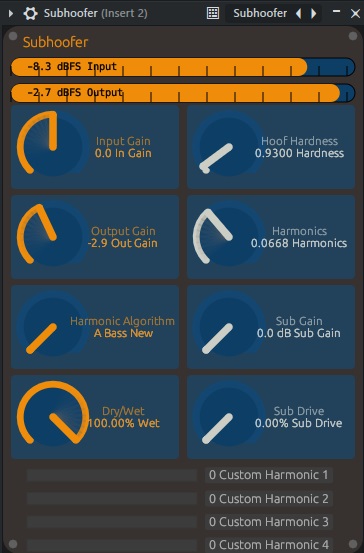 Subhoofer (Insert 2) Subhoofer
Subhoofer
-8.3 dBFS Input
-2.7 dBFS Output
Input Gain
0.0 In Gain
Hoof Hardness
0.9300 Hardness
Output Gain
-2.9 Out Gain
Harmonics
0.0668 Harmonics
Harmonic Algorithm
A Bass New
Sub Gain
0.0 dB Sub Gain
Dry/Wet
100.00% Wet
Sub Drive
0.00% Sub Drive
0 Custom Harmonic 1
0 Custom Harmonic 2
0 Custom Harmonic 3
0 Custom Harmonic 4